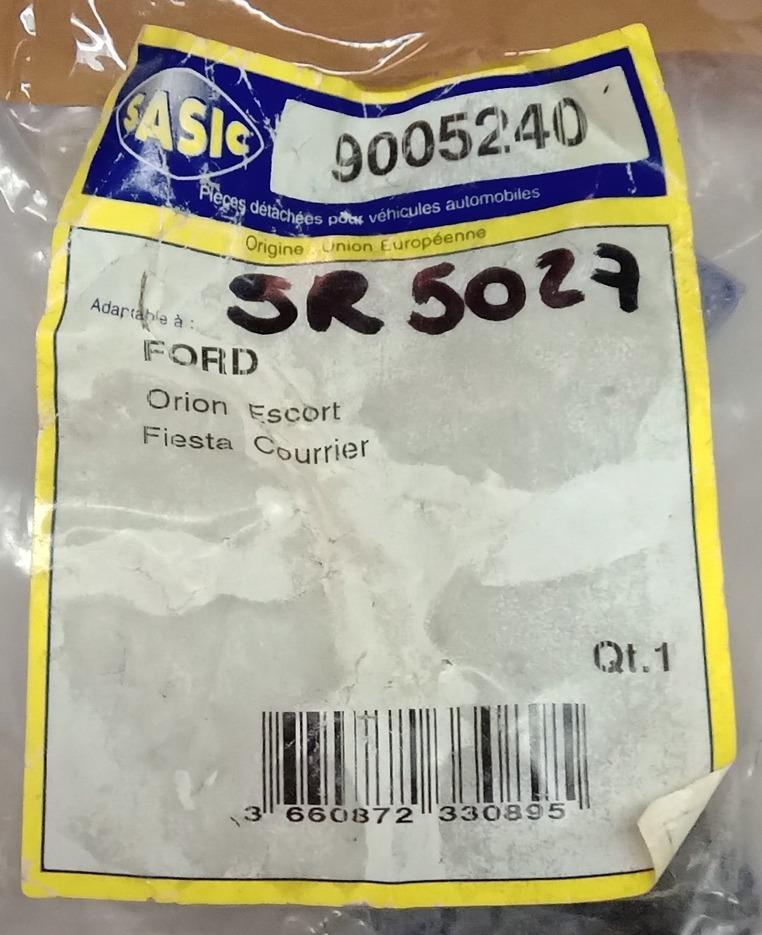 SASIC
9005240
Pièces détachées pour véhicules automobiles
Origine : Union Européenne
SR 5027
Adaptable à :
FORD
Orion Escort
Fiesta Courrier
Qt.1
3 660872 330895